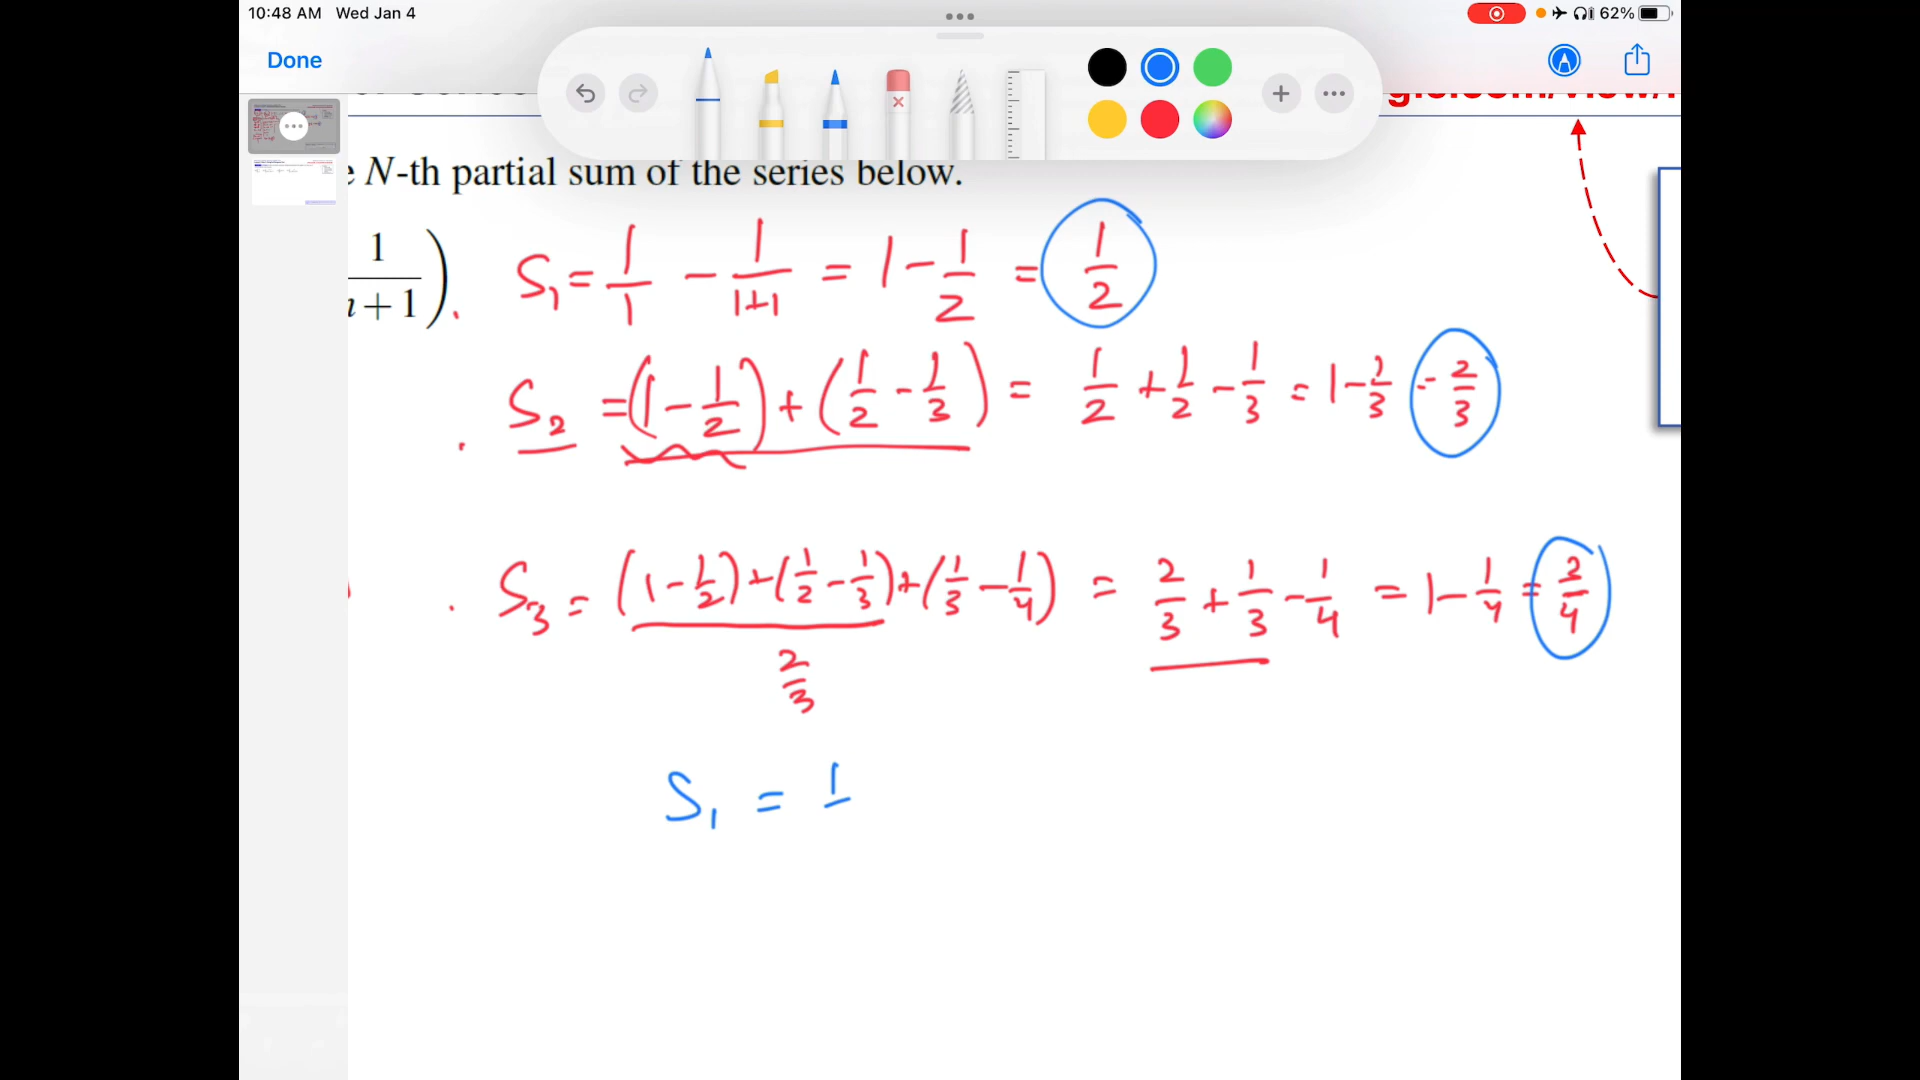 10:48 AM Wed Jan 4
62%
Done
N-th partial sum of the series below.
1
n + 1 ) .
S₁ = 1/1 - 1/(1+1) = 1 - 1/2 = 1/2
. S₂ = (1 - 1/2) + (1/2 - 1/3) = 1/2 + 1/2 - 1/3 = 1 - 1/3 = 2/3
. S₃ = (1 - 1/2) + (1/2 - 1/3) + (1/3 - 1/4) = 2/3 + 1/3 - 1/4 = 1 - 1/4 = 3/4
2/3
S₁ = 1